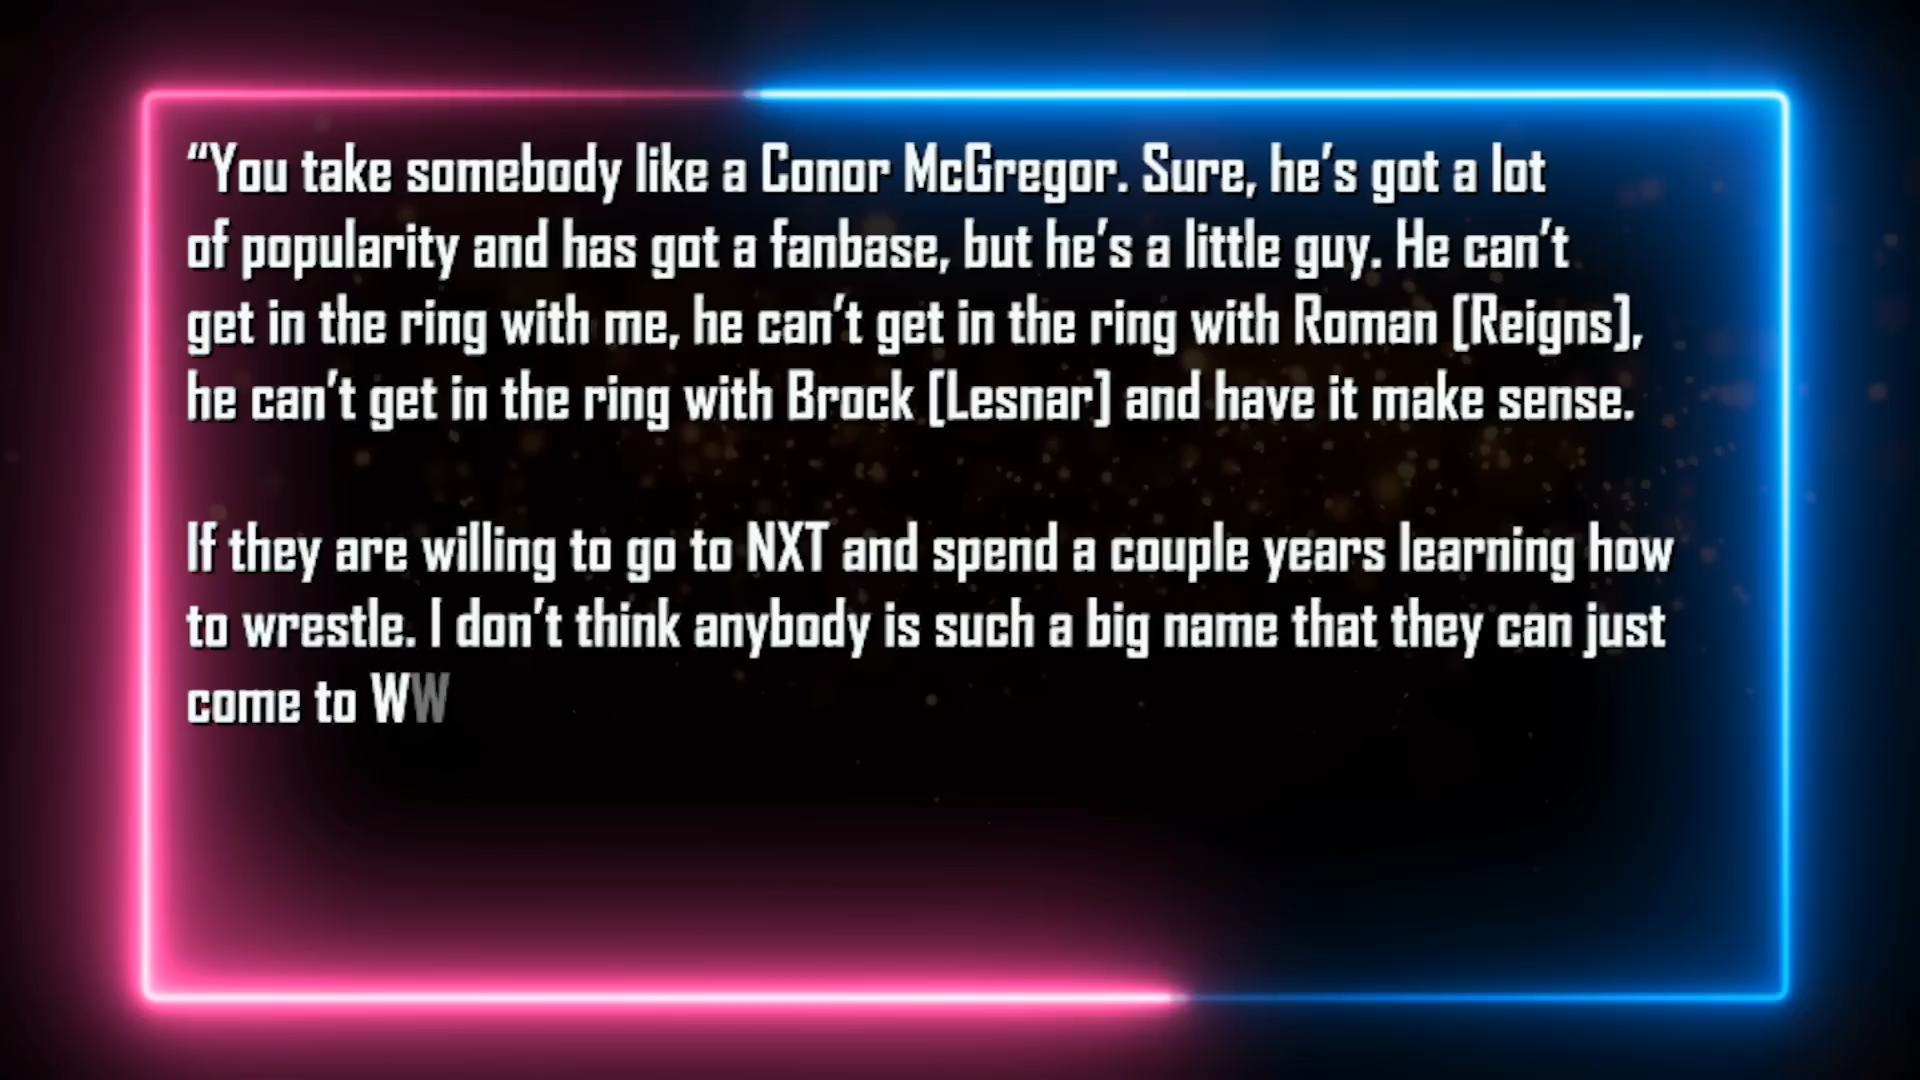 “You take somebody like a Conor McGregor. Sure, he’s got a lot
of popularity and has got a fanbase, but he’s a little guy. He can’t
get in the ring with me, he can’t get in the ring with Roman [Reigns],
he can’t get in the ring with Brock [Lesnar] and have it make sense.
If they are willing to go to NXT and spend a couple years learning how
to wrestle. I don’t think anybody is such a big name that they can just
come to WW